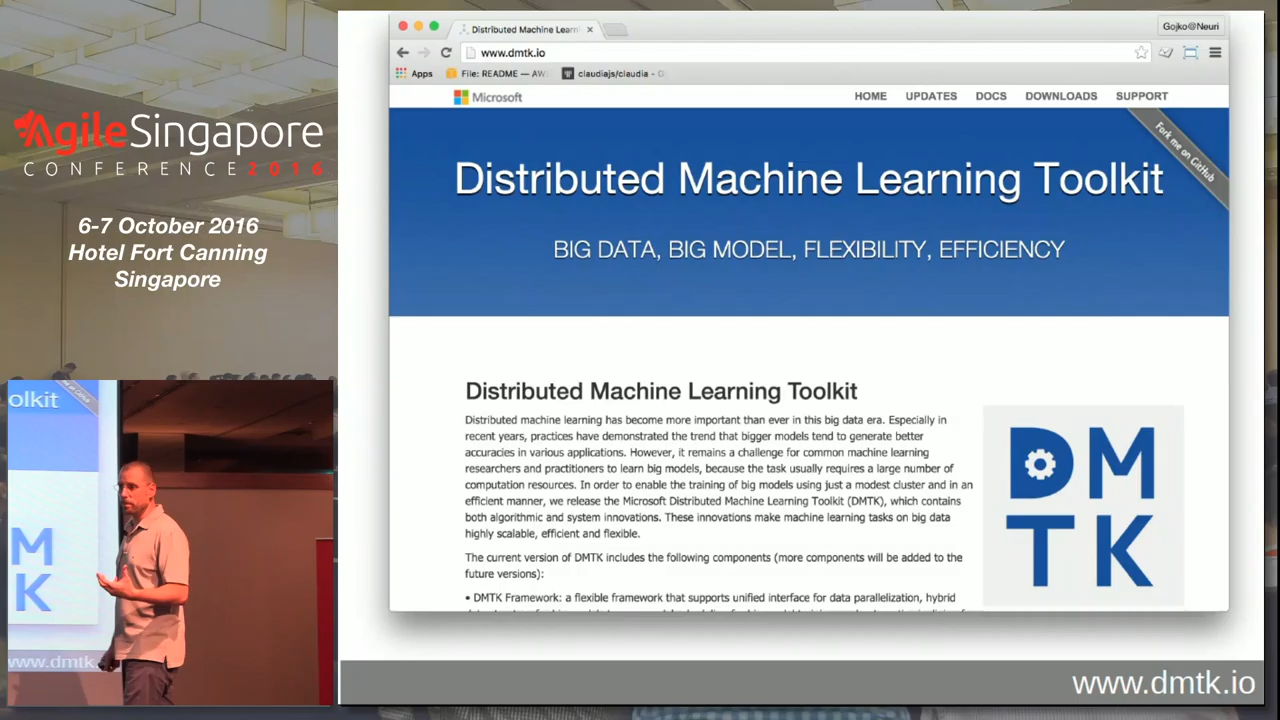 AgileSingapore
CONFERENCE 2016
6-7 October 2016
Hotel Fort Canning
Singapore
Distributed Machine Learn
Gojko@Neuri
www.dmtk.io
Apps
File: README — AW
claudiajs/claudia - G
Microsoft
HOME UPDATES DOCS DOWNLOADS SUPPORT
Fork me on GitHub
Distributed Machine Learning Toolkit
BIG DATA, BIG MODEL, FLEXIBILITY, EFFICIENCY
Distributed Machine Learning Toolkit
Distributed machine learning has become more important than ever in this big data era. Especially in
recent years, practices have demonstrated the trend that bigger models tend to generate better
accuracies in various applications. However, it remains a challenge for common machine learning
researchers and practitioners to learn big models, because the task usually requires a large number of
computation resources. In order to enable the training of big models using just a modest cluster and in an
efficient manner, we release the Microsoft Distributed Machine Learning Toolkit (DMTK), which contains
both algorithmic and system innovations. These innovations make machine learning tasks on big data
highly scalable, efficient and flexible.
The current version of DMTK includes the following components (more components will be added to the
future versions):
• DMTK Framework: a flexible framework that supports unified interface for data parallelization, hybrid
DM
TK
www.dmtk.io
olkit
M
K
www.dmtk.